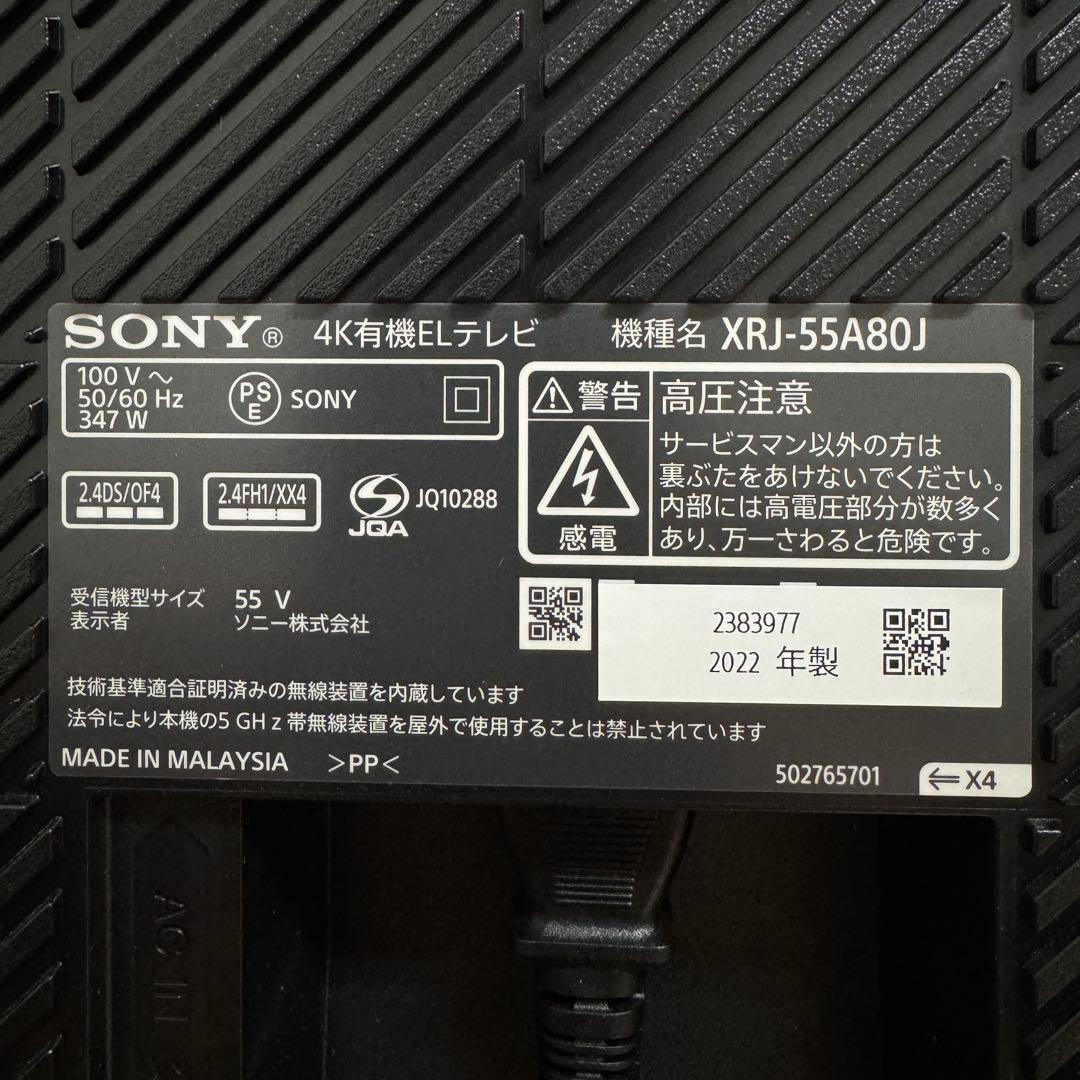 SONY® 4K有機ELテレビ 機種名 XRJ-55A80J
100 V ～
50/60 Hz
347 W
PSE SONY
2.4DS/OF4
2.4FH1/XX4
JQA
JQ10288
警告
感電
高圧注意
サービスマン以外の方は
裏ぶたをあけないでください。
内部には高電圧部分が数多く
あり、万一さわると危険です。
受信機型サイズ 55 V
表示者 ソニー株式会社
2383977
2022 年製
技術基準適合証明済みの無線装置を内蔵しています
法令により本機の5 GHz帯無線装置を屋外で使用することは禁止されています
MADE IN MALAYSIA >PP<
502765701
⇐X4
AC IN